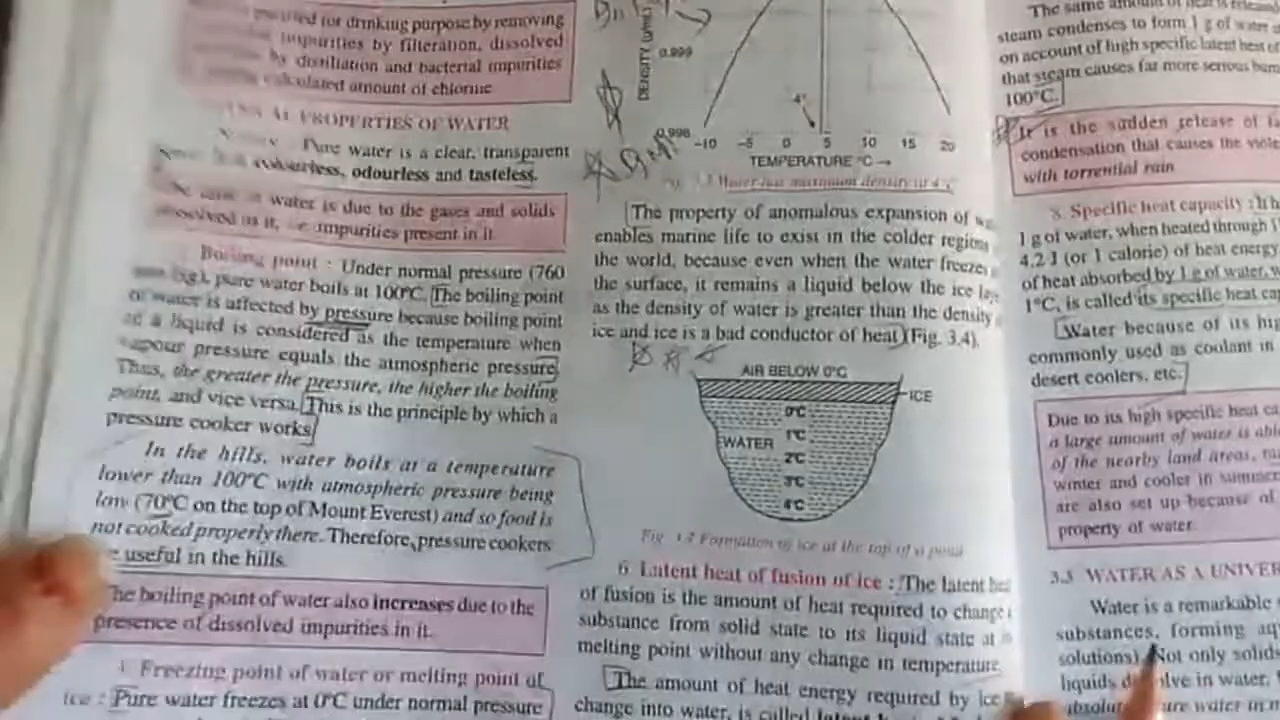 for drinking purpose by removing
impurities by filteration, dissolved
by distillation and bacterial impurities
calculated amount of chlorine
PROPERTIES OF WATER
Pure water is a clear, transparent
colourless, odourless and tasteless.
water is due to the gases and solids
dissolved in it, i.e. impurities present in it.
Boiling point : Under normal pressure (760
pure water boils at 100°C. The boiling point
of water is affected by pressure because boiling point
of a liquid is considered as the temperature when
vapour pressure equals the atmospheric pressure.
Thus, the greater the pressure, the higher the boiling
point, and vice versa. This is the principle by which a
pressure cooker works.
In the hills, water boils at a temperature
lower than 100°C with atmospheric pressure being
low (70°C on the top of Mount Everest) and so food is
not cooked properly there. Therefore, pressure cookers
useful in the hills.
The boiling point of water also increases due to the
presence of dissolved impurities in it.
4. Freezing point of water or melting point of
ice : Pure water freezes at 0°C under normal pressure
DENSITY (g/mL)
0.999
0.998
4°
-10 -5 0 5 10 15 20
TEMPERATURE °C →
Water has maximum density at 4°C
The property of anomalous expansion of
enables marine life to exist in the colder regions
the world, because even when the water freezes
the surface, it remains a liquid below the ice
as the density of water is greater than the density
ice and ice is a bad conductor of heat (Fig. 3.4).
AIR BELOW 0°C
ICE
0°C
1°C
WATER
2°C
3°C
4°C
Formation of ice at the top of a pond
6. Latent heat of fusion of ice : The latent
of fusion is the amount of heat required to change
substance from solid state to its liquid state at
melting point without any change in temperature.
The amount of heat energy required by ice
change into water, is called
The same amount of heat is
steam condenses to form 1 g of water
on account of high specific latent heat of
that steam causes far more serious
100°C.
It is the sudden release of
condensation that causes the
with torrential rain
8. Specific heat capacity :
1 g of water, when heated through
4.2 J (or 1 calorie) of heat energy
of heat absorbed by 1 g of water,
1°C, is called its specific heat
Water because of its
commonly used as coolant in
desert coolers, etc.
Due to its high specific heat
a large amount of water is
of the nearby land areas,
winter and cooler in summer
are also set up because of
property of water.
3.3 WATER AS A
Water is a remarkable
substances, forming
solutions). Not only solids
liquids dissolve in water.
water in